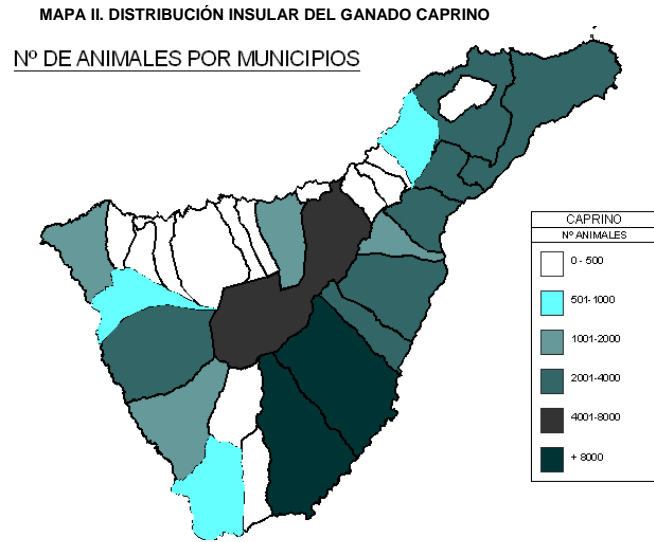 MAPA II. DISTRIBUCIÓN INSULAR DEL GANADO CAPRINO
Nº DE ANIMALES POR MUNICIPIOS
CAPRINO
Nº ANIMALES
0 - 500
501-1000
1001-2000
2001-4000
4001-8000
+ 8000